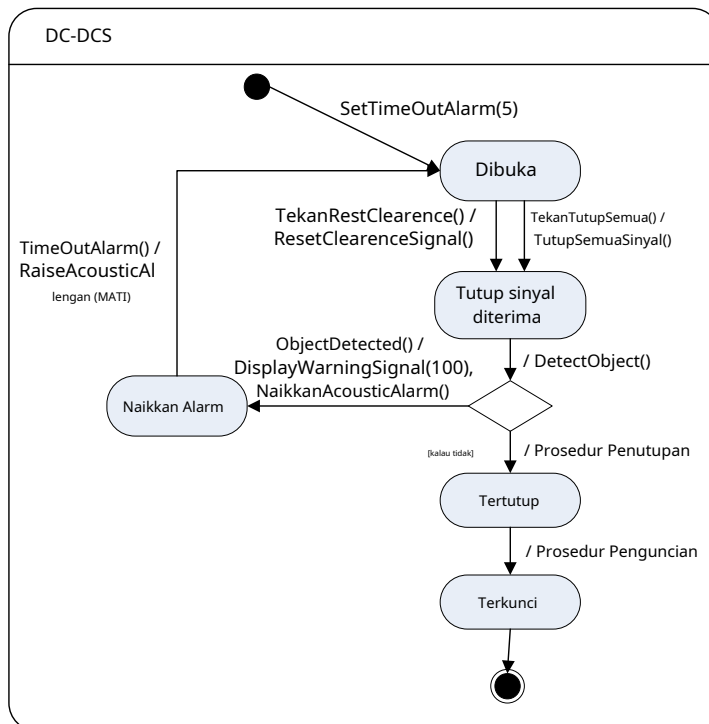 DC-DCS
SetTimeOutAlarm(5)
Dibuka
TekanRestClearence() /
ResetClearenceSignal()
TekanTutupSemua() /
TutupSemuaSinyal()
TimeOutAlarm() /
RaiseAcousticAl
lengan (MATI)
Tutup sinyal
diterima
ObjectDetected() /
DisplayWarningSignal(100),
NaikkanAcousticAlarm()
/ DetectObject()
Naikkan Alarm
[kalau tidak]
/ Prosedur Penutupan
Tertutup
/ Prosedur Penguncian
Terkunci